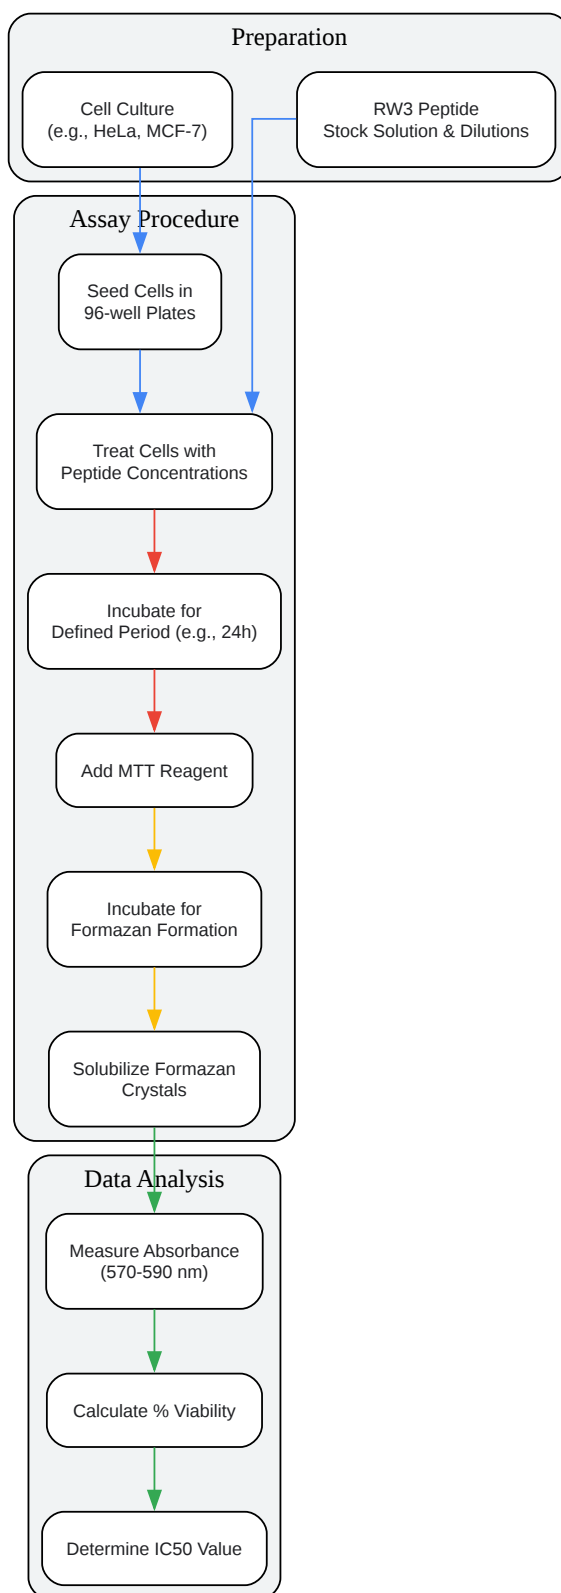 Preparation
Cell Culture
(e.g., HeLa, MCF-7)
RW3 Peptide
Stock Solution & Dilutions
Assay Procedure
Seed Cells in
96-well Plates
Treat Cells with
Peptide Concentrations
Incubate for
Defined Period (e.g., 24h)
Add MTT Reagent
Incubate for
Formazan Formation
Solubilize Formazan
Crystals
Data Analysis
Measure Absorbance
(570-590 nm)
Calculate % Viability
Determine IC50 Value